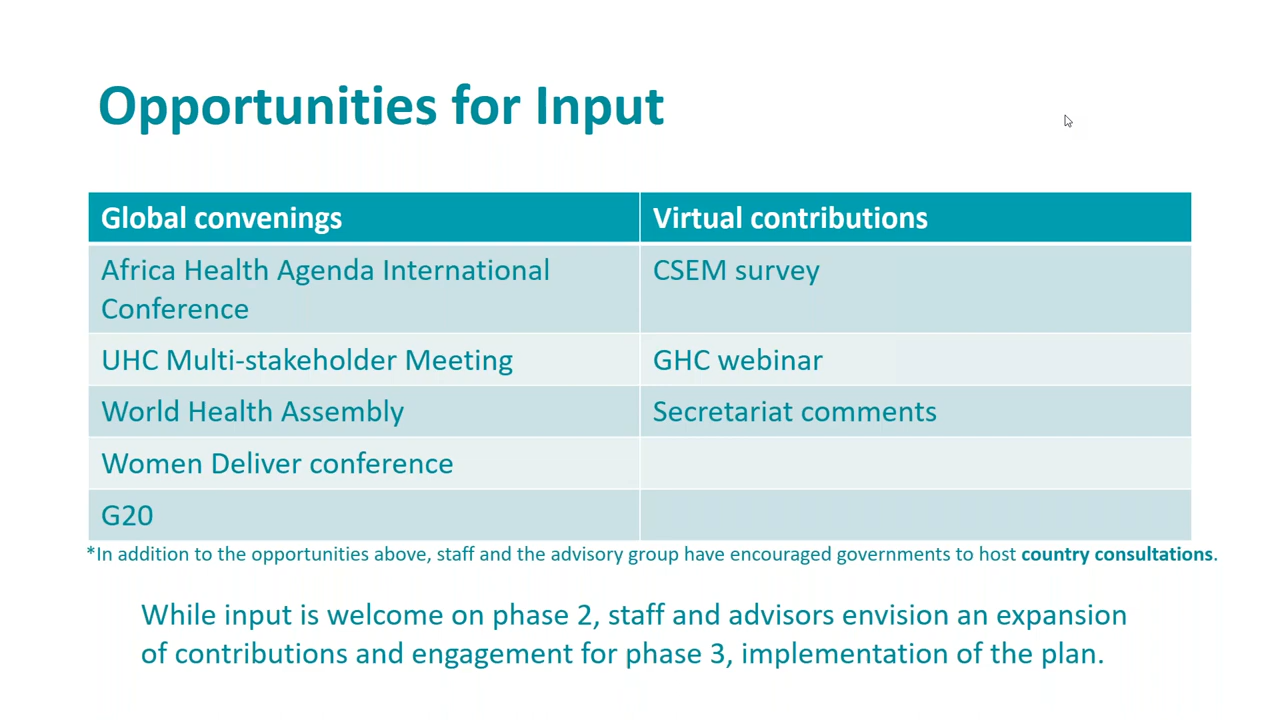 Opportunities for Input
Global convenings
Virtual contributions
Africa Health Agenda International
Conference
CSEM survey
UHC Multi-stakeholder Meeting
GHC webinar
World Health Assembly
Secretariat comments
Women Deliver conference
G20
*In addition to the opportunities above, staff and the advisory group have encouraged governments to host country consultations.
While input is welcome on phase 2, staff and advisors envision an expansion
of contributions and engagement for phase 3, implementation of the plan.